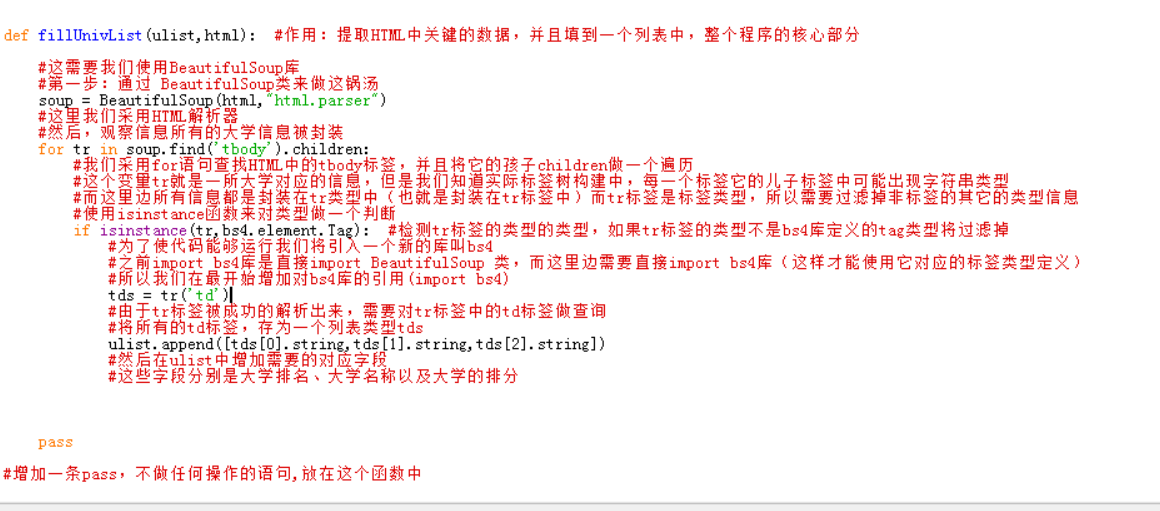 def fillUnivList(ulist,html):  #作用：提取HTML中关键的数据，并且填到一个列表中，整个程序的核心部分
#这需要我们使用BeautifulSoup库
#第一步：通过 BeautifulSoup类来做这锅汤
soup = BeautifulSoup(html,"html.parser")
#这里我们采用HTML解析器
#然后，观察信息所有的大学信息被封装
for tr in soup.find('tbody').children:
#我们采用for语句查找HTML中的tbody标签，并且将它的孩子children做一个遍历
#这个变量tr就是一所大学对应的信息，但是我们知道实际标签树构建中，每一个标签它的儿子标签中可能出现字符串类型
#而这里边所有信息都是封装在tr类型中（也就是封装在tr标签中）而tr标签是标签类型，所以需要过滤掉非标签的其它的类型信息
#使用isinstance函数来对类型做一个判断
if isinstance(tr,bs4.element.Tag):  #检测tr标签的类型的类型，如果tr标签的类型不是bs4库定义的tag类型将过滤掉
#为了使代码能够运行我们将引入一个新的库叫bs4
#之前import bs4库是直接import BeautifulSoup 类，而这里边需要直接import bs4库（这样才能使用它对应的标签类型定义）
#所以我们在最开始增加对bs4库的引用(import bs4)
tds = tr('td')
#由于tr标签被成功的解析出来，需要对tr标签中的td标签做查询
#将所有的td标签，存为一个列表类型tds
ulist.append([tds[0].string,tds[1].string,tds[2].string])
#然后在ulist中增加需要的对应字段
#这些字段分别是大学排名、大学名称以及大学的排分
pass
#增加一条pass，不做任何操作的语句,放在这个函数中